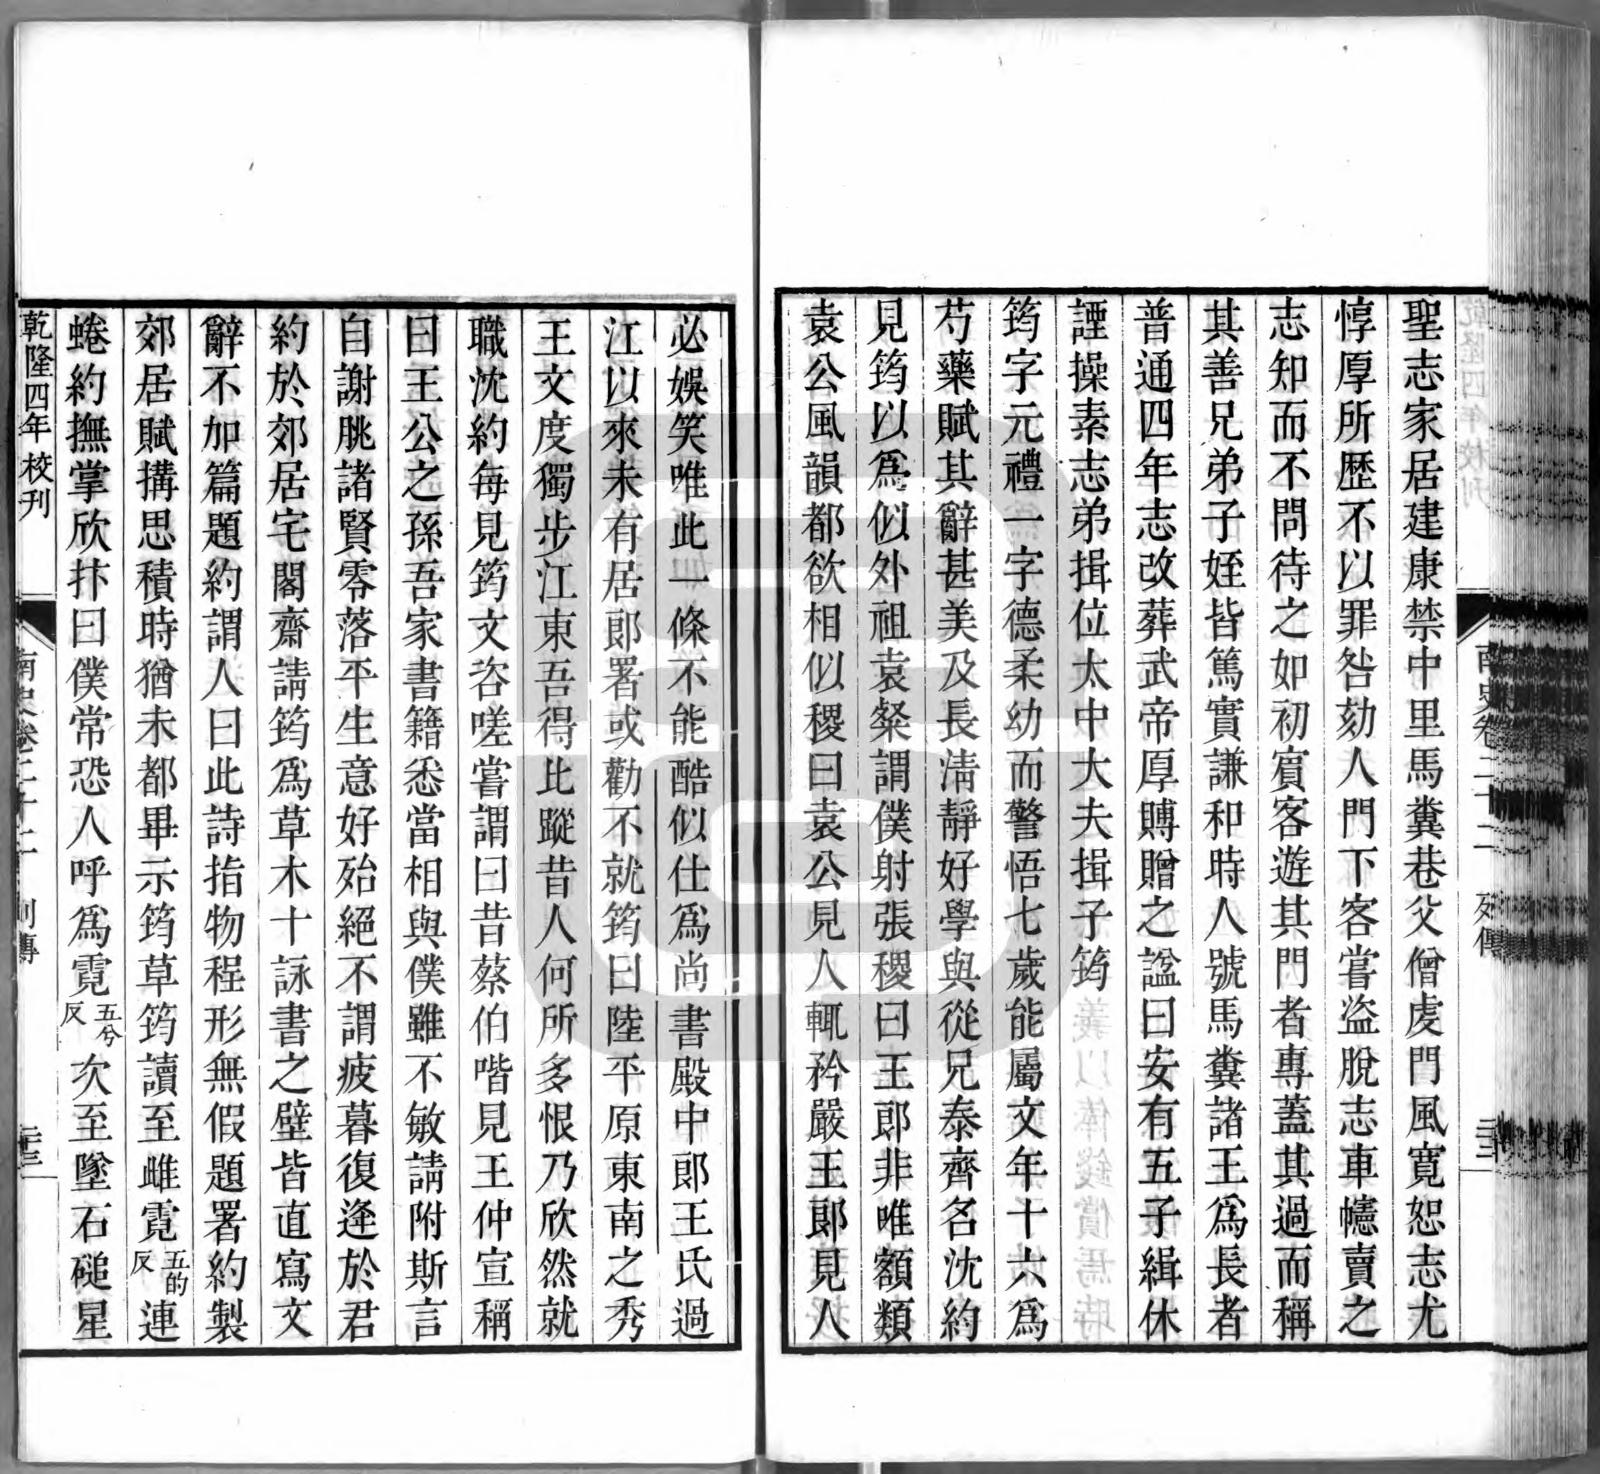 聖志家居建康禁中里馬糞巷父僧虔門風寛恕志尤
惇厚所歴不以罪咎劾人門下客嘗盜脫志車幰賣之
志知而不問待之如初賓客遊其門者專蓋其過而稱
其善兄弟子姪皆篤實謙和時人號馬糞諸王爲長者
普通四年志改葬武帝厚賻贈之諡曰安有五子緝休
諲操素志弟揖位太中大夫揖子筠
筠字元禮一字德柔幼而警悟七歲能屬文年十六爲
芍藥賦其辭甚美及長淸靜好學與從兄泰齊名沈約
見筠以爲似外祖袁粲謂僕射張稷曰王郎非唯額類
袁公風韻都欲相似稷曰袁公見人輒矜嚴王郎見人
必娛笑唯此一條不能酷似仕爲尚書殿中郎王氏過
江以來未有居郎署或勸不就筠曰陸平原東南之秀
王文度獨步江東吾得比蹤昔人何所多恨乃欣然就
職沈約每見筠文咨嗟嘗謂曰昔蔡伯喈見王仲宣稱
曰王公之孫吾家書籍悉當相與僕雖不敏請附斯言
自謝朓諸賢零落平生意好殆絕不謂疲暮復逢於君
約於郊居宅閣齋請筠爲草木十詠書之壁皆直寫文
辭不加篇題約謂人曰此詩指物程形無假題署約製
郊居賦搆思積時猶未都畢示筠草筠讀至雌霓五的反連
蜷約撫掌欣抃曰僕常恐人呼爲霓五兮反次至墜石磓星
乾隆四年校刊 南史卷二十二 列傳 二十三